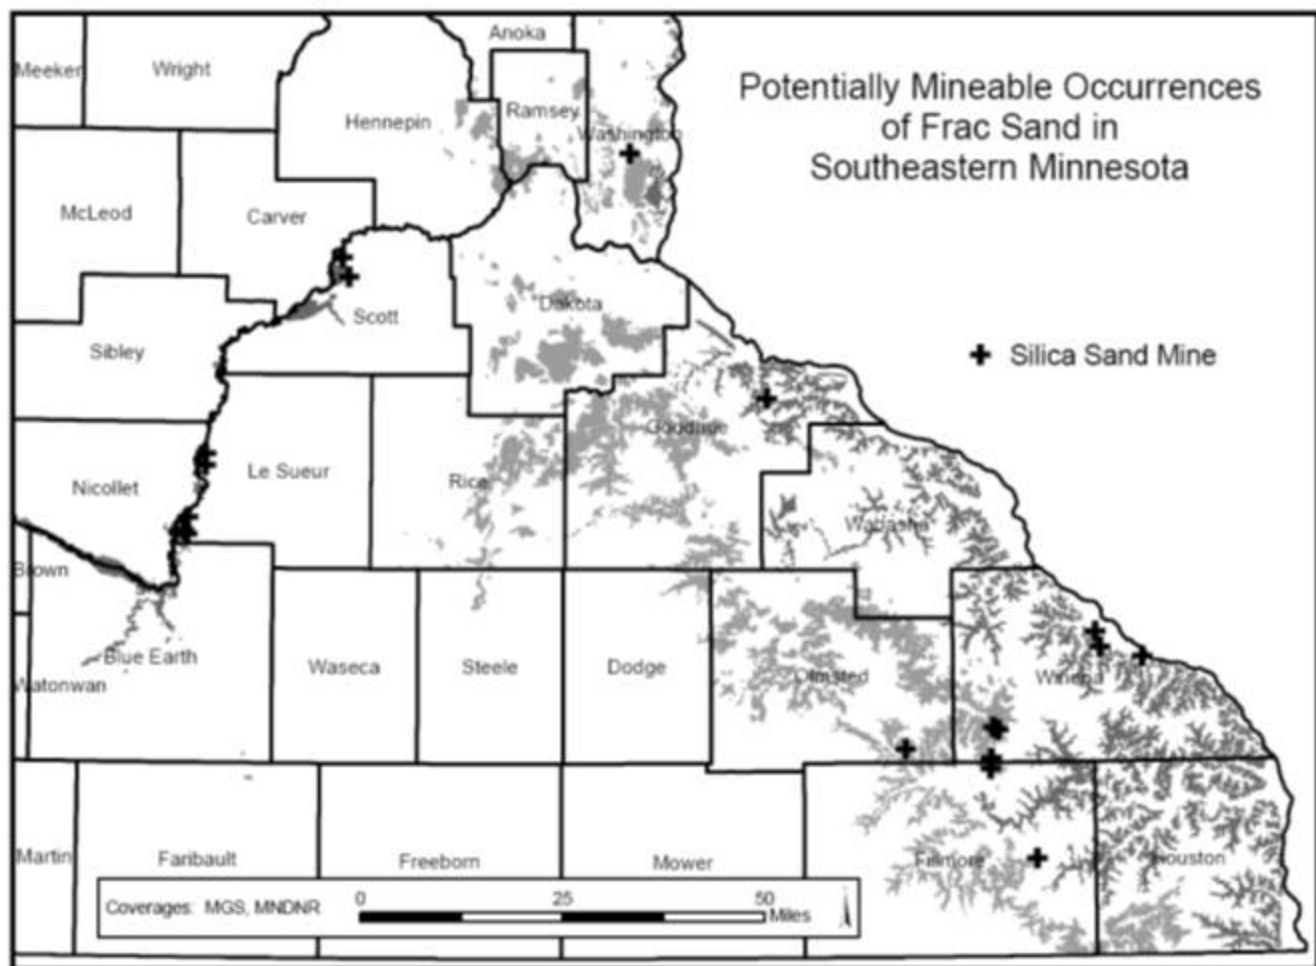 Anoka
Meeker
Wright
Potentially Mineable Occurrences
of Frac Sand in
Southeastern Minnesota
Hennepin
Ramsey
Washington
McLeod
Carver
Dakota
Scott
Sibley
Silica Sand Mine
Goodhue
Le Sueur
Rice
Nicollet
Wabasha
Brown
Blue Earth
Waseca
Steele
Dodge
Olmsted
Winona
Watonwan
Martin
Faribault
Freeborn
Mower
Fillmore
Houston
Coverages: MGS, MNDNR
0 25 50
Miles